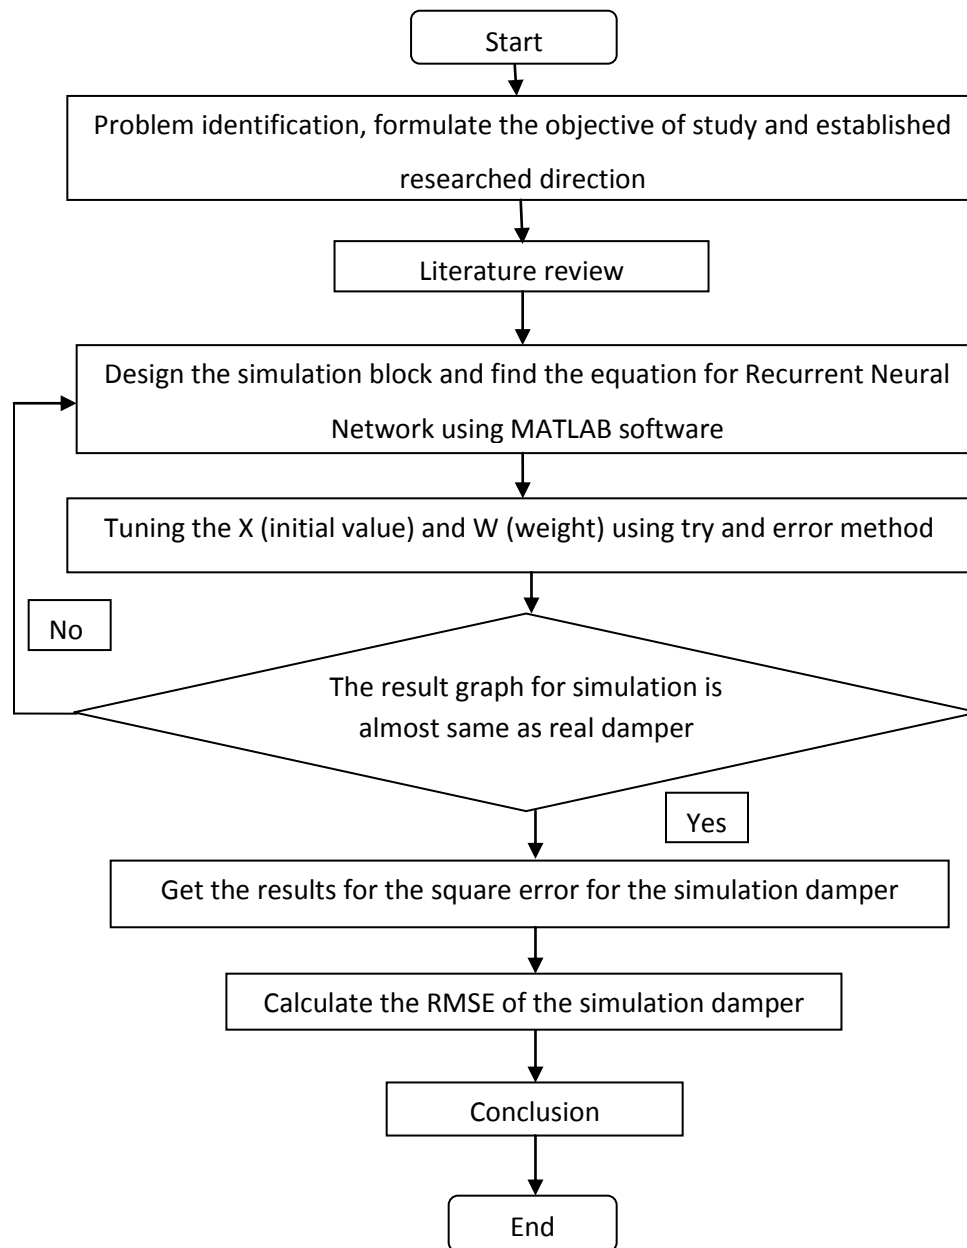 Start
Problem identification, formulate the objective of study and established
researched direction
Literature review
Design the simulation block and find the equation for Recurrent Neural
Network using MATLAB software
Tuning the X (initial value) and W (weight) using try and error method
No
The result graph for simulation is
almost same as real damper
Yes
Get the results for the square error for the simulation damper
Calculate the RMSE of the simulation damper
Conclusion
End